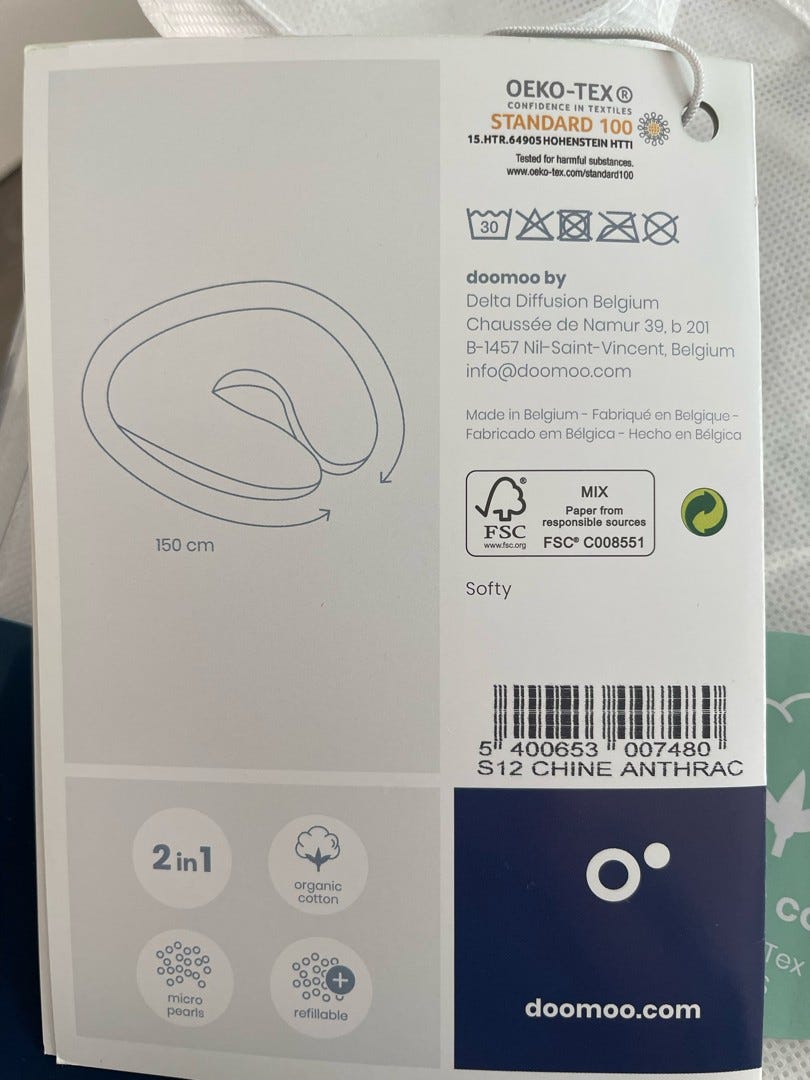 OEKO-TEX®
CONFIDENCE IN TEXTILES
STANDARD 100
15.HTR.64905 HOHENSTEIN HTTI
Tested for harmful substances.
www.oeko-tex.com/standard100
30
doomoo by
Delta Diffusion Belgium
Chaussée de Namur 39, b 201
B-1457 Nil-Saint-Vincent, Belgium
info@doomoo.com
Made in Belgium - Fabriqué en Belgique -
Fabricado em Bélgica - Hecho en Bélgica
FSC®
www.fsc.org
MIX
Paper from
responsible sources
FSC® C008551
150 cm
Softy
5 400653 007480
S12 CHINE ANTHRAC
2 in 1
organic
cotton
micro
pearls
refillable
doomoo.com
Tex